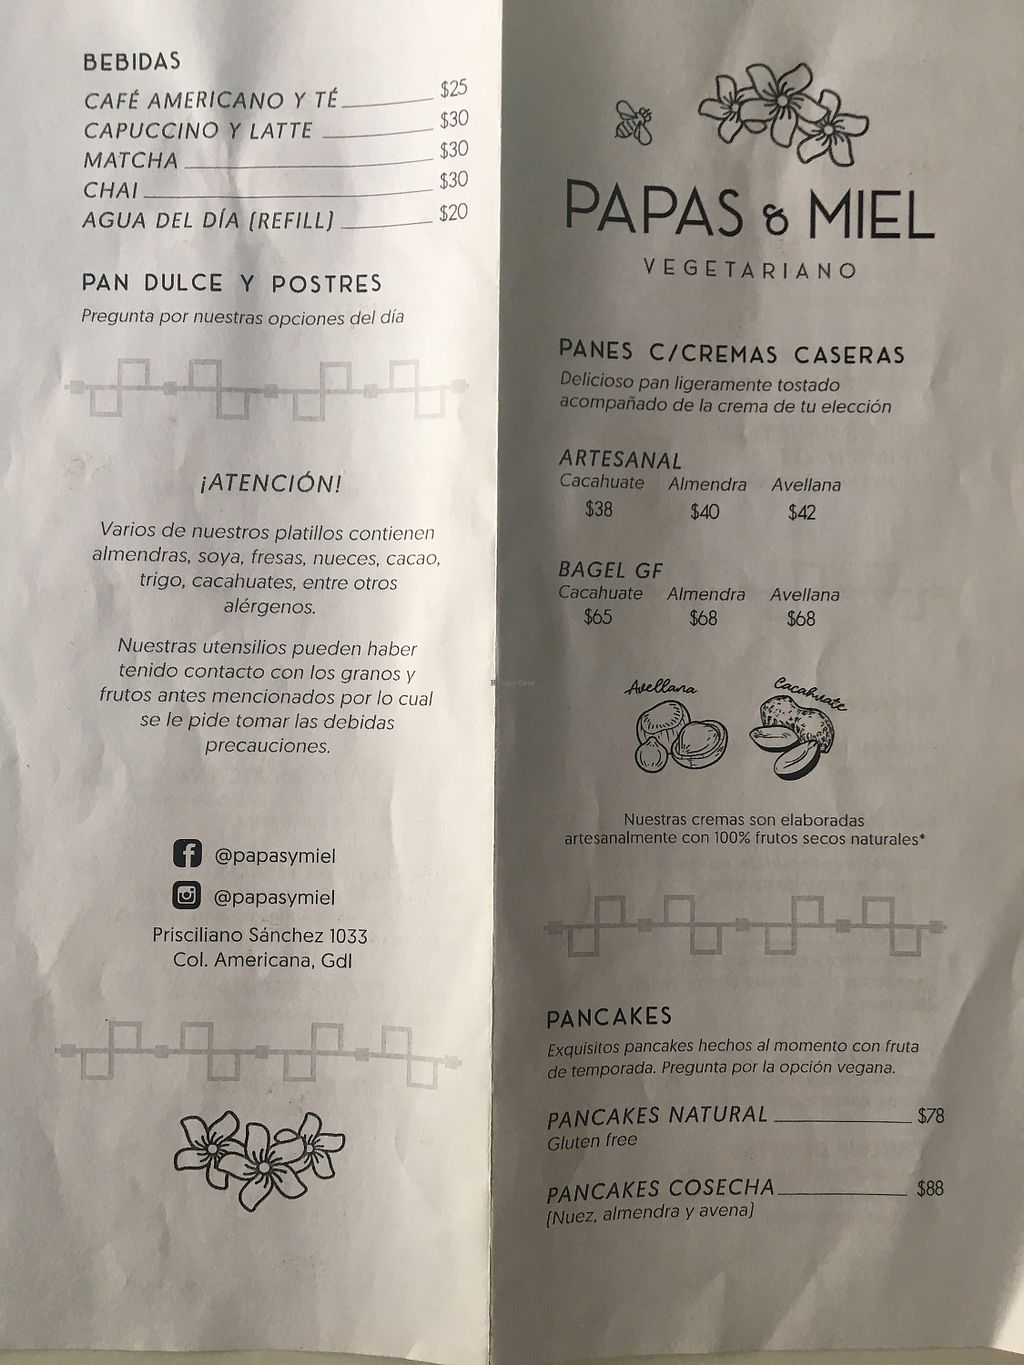 BEBIDAS
CAFÉ AMERICANO Y TÉ $25
CAPUCCINO Y LATTE $30
MATCHA $30
CHAI $30
AGUA DEL DÍA (REFILL) $20
PAN DULCE Y POSTRES
Pregunta por nuestras opciones del día
¡ATENCIÓN!
Varios de nuestros platillos contienen
almendras, soya, fresas, nueces, cacao,
trigo, cacahuates, entre otros
alérgenos.
Nuestras utensilios pueden haber
tenido contacto con los granos y
frutos antes mencionados por lo cual
se le pide tomar las debidas
precauciones.
@papasymiel
@papasymiel
Prisciliano Sánchez 1033
Col. Americana, Gdl
PAPAS & MIEL
VEGETARIANO
PANES C/CREMAS CASERAS
Delicioso pan ligeramente tostado
acompañado de la crema de tu elección
ARTESANAL
Cacahuate Almendra Avellana
$38 $40 $42
BAGEL GF
Cacahuate Almendra Avellana
$65 $68 $68
Avellana Cacahuate
Nuestras cremas son elaboradas
artesanalmente con 100% frutos secos naturales*
PANCAKES
Exquisitos pancakes hechos al momento con fruta
de temporada. Pregunta por la opción vegana.
PANCAKES NATURAL $78
Gluten free
PANCAKES COSECHA $88
(Nuez, almendra y avena)
HappyCow